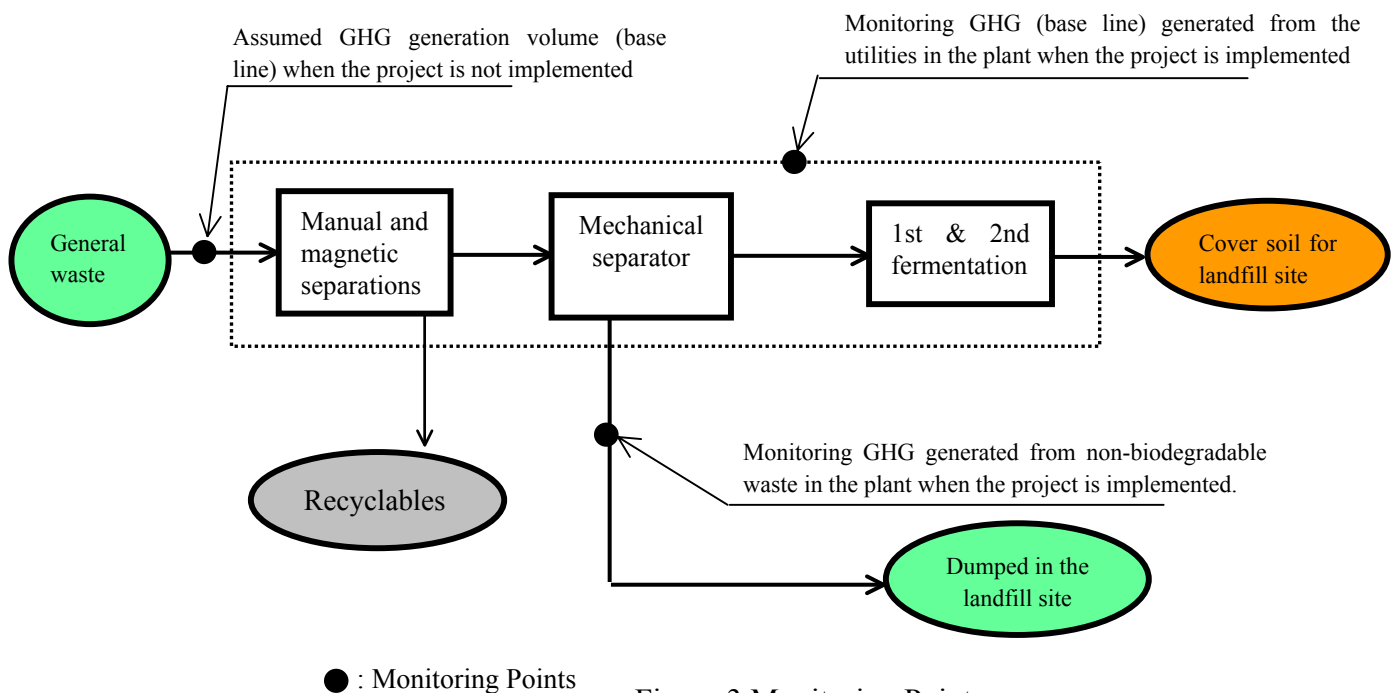 Assumed GHG generation volume (base
line) when the project is not implemented
Monitoring GHG (base line) generated from the
utilities in the plant when the project is implemented
General
waste
Manual and
magnetic
separations
Mechanical
separator
1st & 2nd
fermentation
Cover soil for
landfill site
Recyclables
Monitoring GHG generated from non-biodegradable
waste in the plant when the project is implemented.
Dumped in the
landfill site
: Monitoring Points